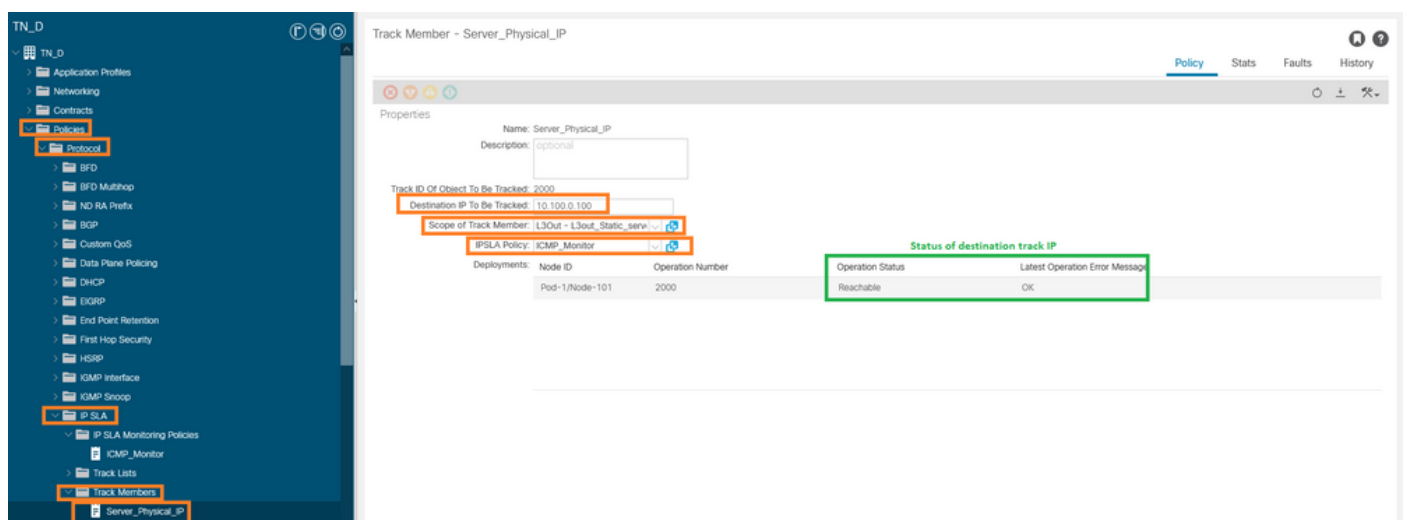 TN_D
TN_D
Application Profiles
Networking
Contracts
Policies
Protocol
BFD
BFD Multihop
ND RA Prefix
BGP
Custom QoS
Data Plane Policing
DHCP
EIGRP
End Point Retention
First Hop Security
HSRP
IGMP Interface
IGMP Snoop
IP SLA
IP SLA Monitoring Policies
ICMP_Monitor
Track Lists
Track Members
Server_Physical_IP
Track Member - Server_Physical_IP
Policy Stats Faults History
Properties
Name: Server_Physical_IP
Description: optional
Track ID Of Object To Be Tracked: 2000
Destination IP To Be Tracked: 10.100.0.100
Scope of Track Member: L3Out - L3out_Static_serve
IPSLA Policy: ICMP_Monitor
Status of destination track IP
Deployments: Node ID Operation Number Operation Status Latest Operation Error Message
Pod-1/Node-101 2000 Reachable OK